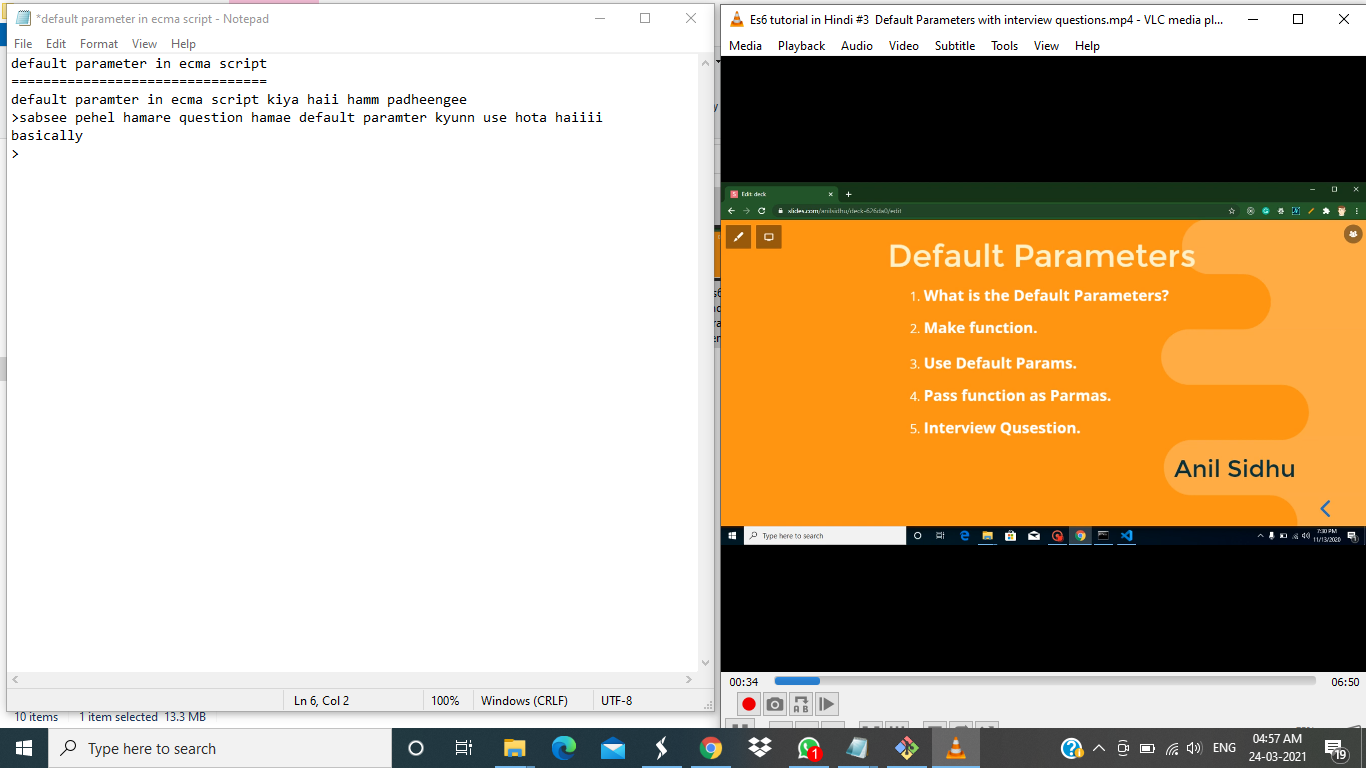 *default parameter in ecma script - Notepad
File Edit Format View Help
default parameter in ecma script
================================
default paramter in ecma script kiya haii hamm padheengee
>sabsee pehel hamare question hamae default paramter kyunn use hota haiiii
basically
>
Ln 6, Col 2 100% Windows (CRLF) UTF-8
10 items 1 item selected 13.3 MB
Es6 tutorial in Hindi #3 Default Parameters with interview questions.mp4 - VLC media pl...
Media Playback Audio Video Subtitle Tools View Help
Edit: deck
slides.com/anilsidhu/deck-626da0/edit
Default Parameters
1. What is the Default Parameters?
2. Make function.
3. Use Default Params.
4. Pass function as Parmas.
5. Interview Qusestion.
Anil Sidhu
Type here to search
7:30 PM
11/13/2020
00:34 06:50
A B
Type here to search
1
ENG
04:57 AM
24-03-2021
19